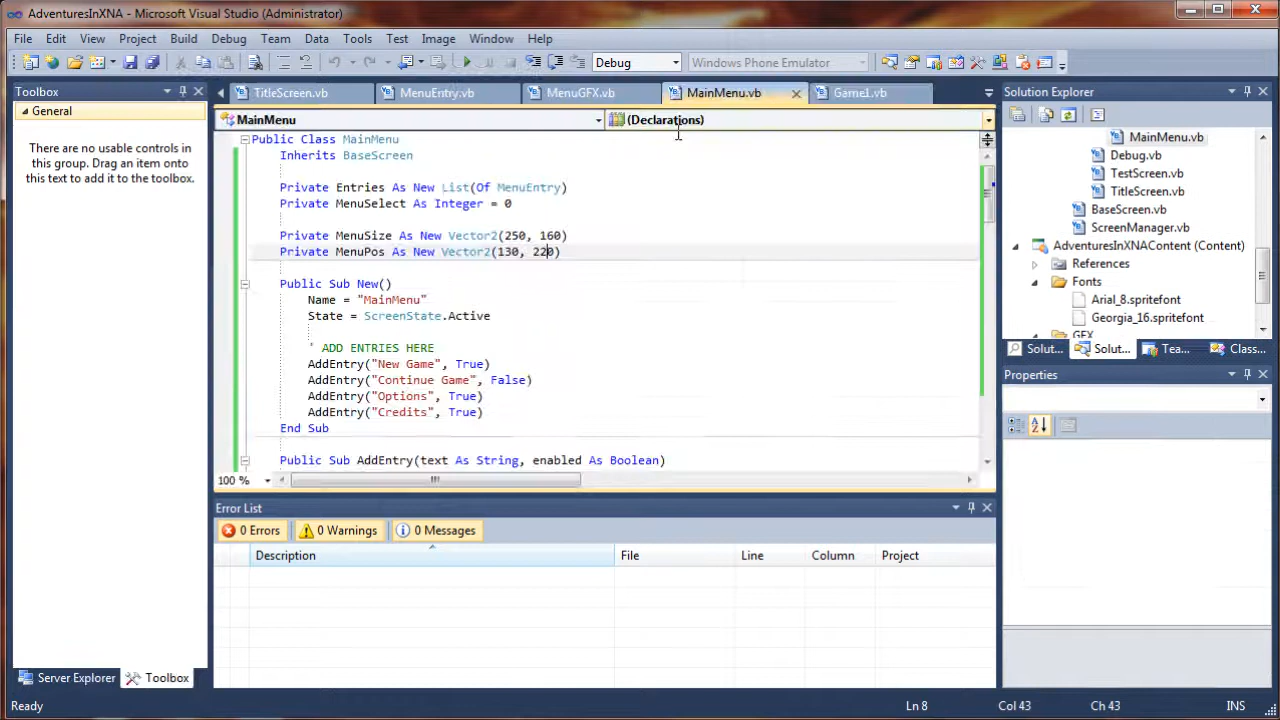 AdventuresInXNA - Microsoft Visual Studio (Administrator)
File Edit View Project Build Debug Team Data Tools Test Image Window Help
Debug Windows Phone Emulator
Toolbox
General
There are no usable controls in this group. Drag an item onto this text to add it to the toolbox.
Server Explorer Toolbox
TitleScreen.vb MenuEntry.vb MenuGFX.vb MainMenu.vb Game1.vb
MainMenu (Declarations)
Public Class MainMenu
Inherits BaseScreen
Private Entries As New List(Of MenuEntry)
Private MenuSelect As Integer = 0
Private MenuSize As New Vector2(250, 160)
Private MenuPos As New Vector2(130, 220)
Public Sub New()
Name = "MainMenu"
State = ScreenState.Active
' ADD ENTRIES HERE
AddEntry("New Game", True)
AddEntry("Continue Game", False)
AddEntry("Options", True)
AddEntry("Credits", True)
End Sub
Public Sub AddEntry(text As String, enabled As Boolean)
100 %
Error List
0 Errors 0 Warnings 0 Messages
Description File Line Column Project
Solution Explorer
MainMenu.vb
Debug.vb
TestScreen.vb
TitleScreen.vb
BaseScreen.vb
ScreenManager.vb
AdventuresInXNAContent (Content)
References
Fonts
Arial_8.spritefont
Georgia_16.spritefont
GFX
Solut... Solut... Tea... Class...
Properties
Ready Ln 8 Col 43 Ch 43 INS